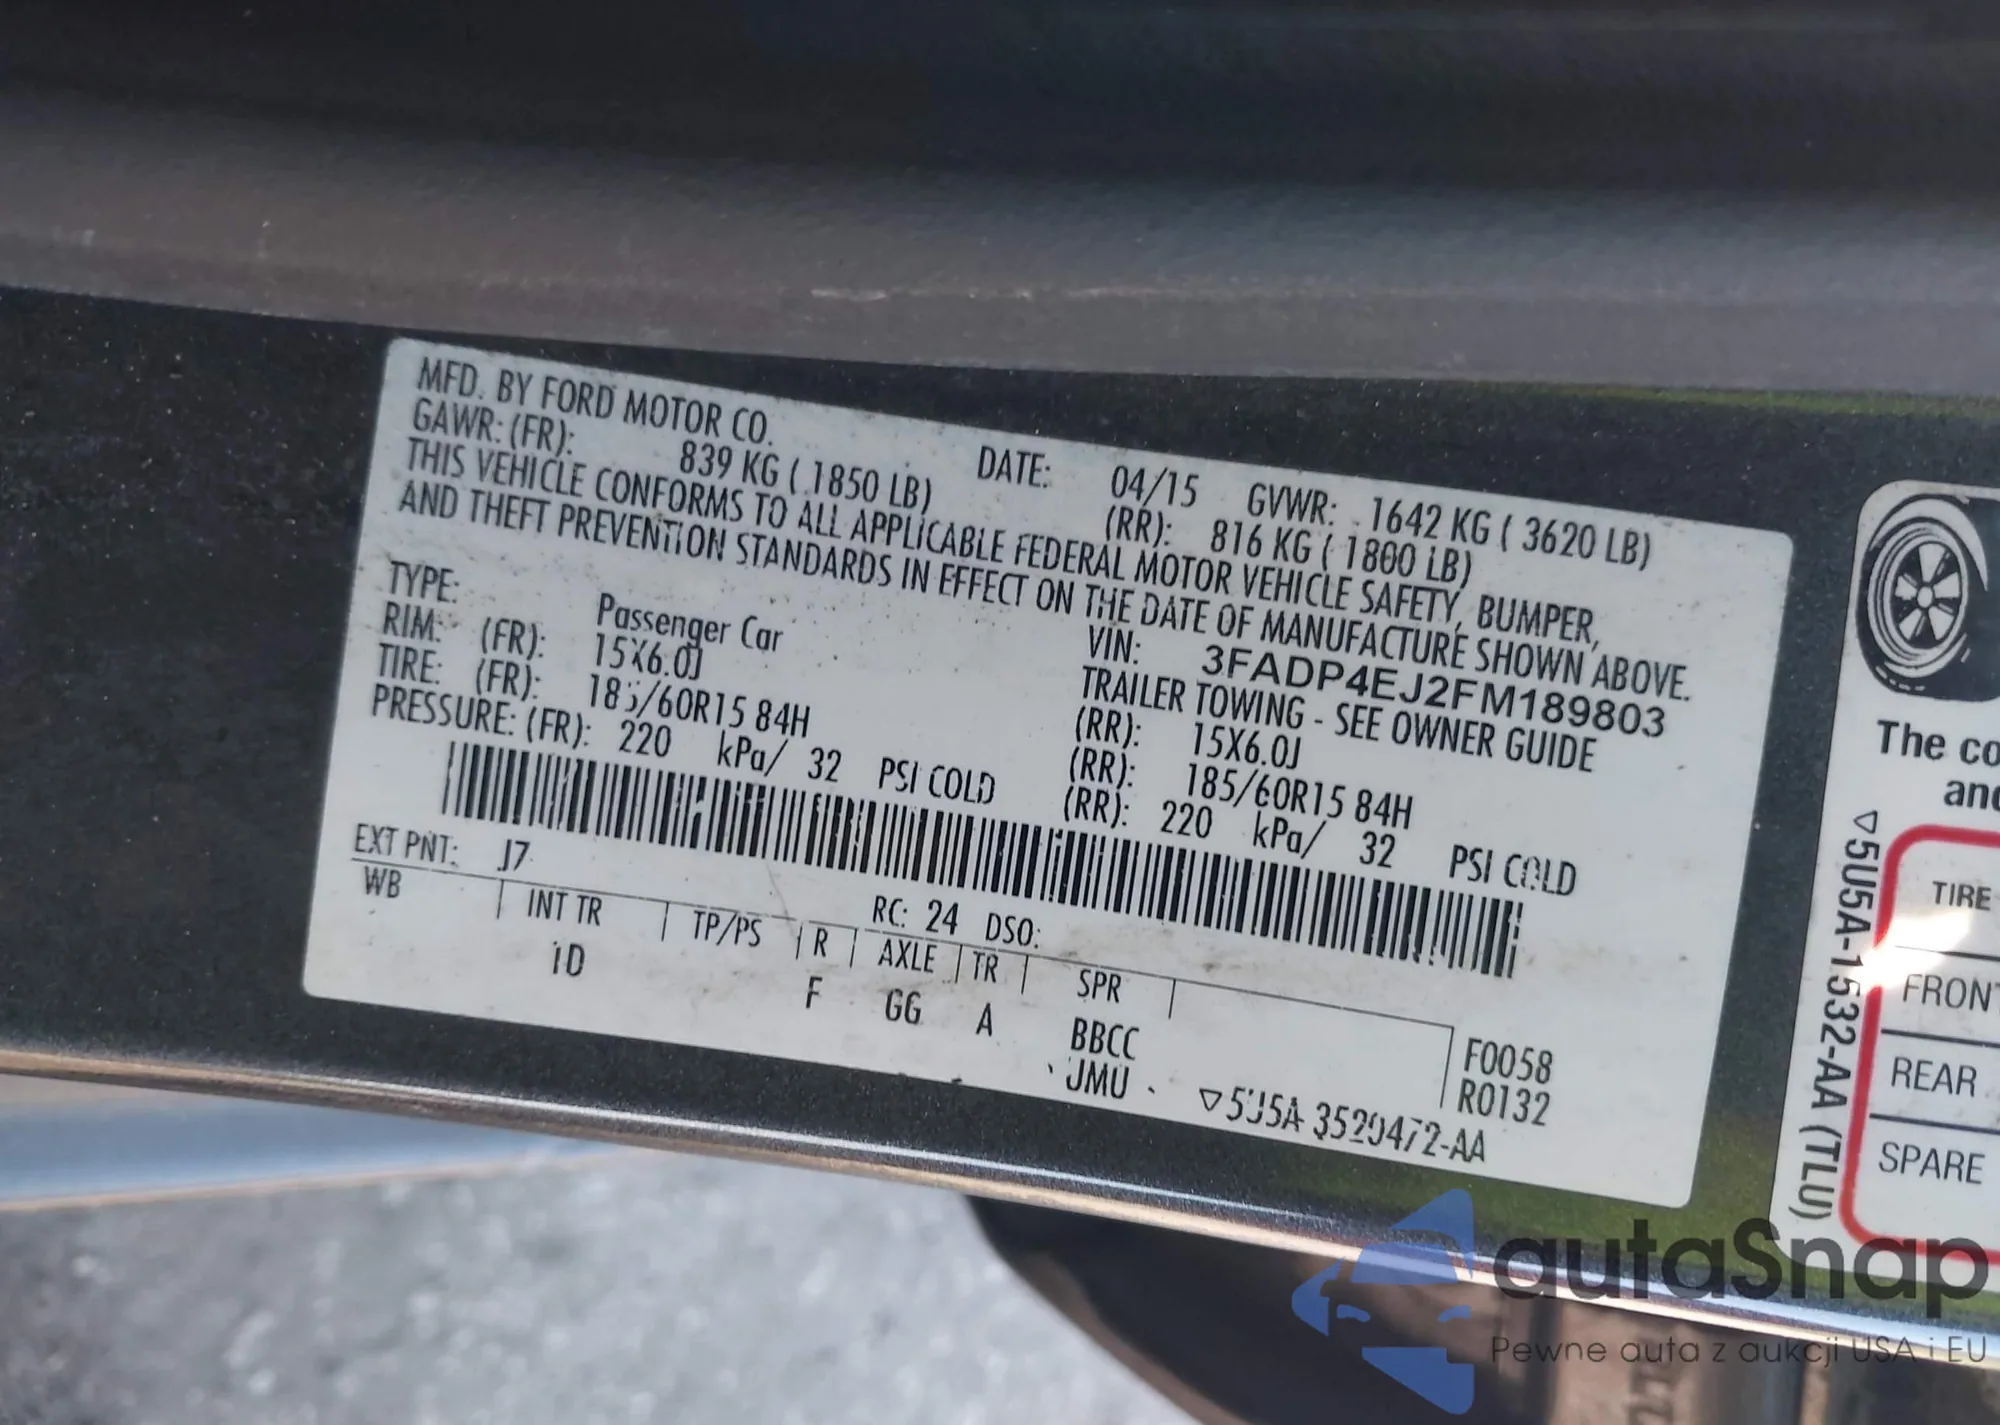 MFD. BY FORD MOTOR CO. DATE: 04/15 GVWR: 1642 KG ( 3620 LB)
GAWR: (FR): 839 KG ( 1850 LB) (RR): 816 KG ( 1800 LB)
THIS VEHICLE CONFORMS TO ALL APPLICABLE FEDERAL MOTOR VEHICLE SAFETY, BUMPER,
AND THEFT PREVENTION STANDARDS IN EFFECT ON THE DATE OF MANUFACTURE SHOWN ABOVE.
VIN: 3FADP4EJ2FM189803
TYPE: Passenger Car TRAILER TOWING - SEE OWNER GUIDE
RIM: (FR): 15X6.0J (RR): 15X6.0J
TIRE: (FR): 185/60R15 84H (RR): 185/60R15 84H
PRESSURE: (FR): 220 kPa/ 32 PSI COLD (RR): 220 kPa/ 32 PSI COLD
EXT PNT: J7 RC: 24 DSO:
WB INT TR TP/PS R AXLE TR SPR
iD F GG A BBCC F0058
JMU R0132
▽5U5A 3520472-AA
The co
and
▽5U5A-1532-AA (TLU)
TIRE
FRONT
REAR
SPARE
autaSnap
Pewne auta z aukcji USA i EU